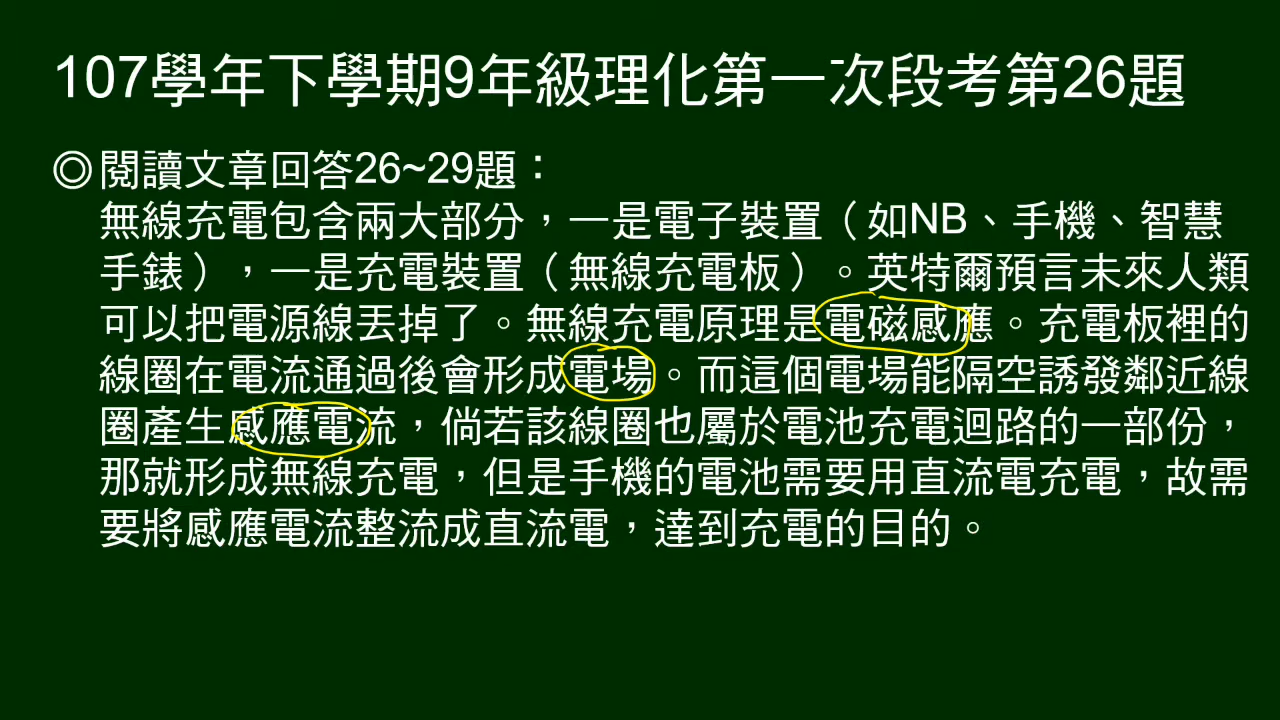 107學年下學期9年級理化第一次段考第26題
◎閱讀文章回答26~29題：
無線充電包含兩大部分，一是電子裝置（如NB、手機、智慧
手錶），一是充電裝置（無線充電板）。英特爾預言未來人類
可以把電源線丟掉了。無線充電原理是電磁感應。充電板裡的
線圈在電流通過後會形成電場。而這個電場能隔空誘發鄰近線
圈產生感應電流，倘若該線圈也屬於電池充電迴路的一部份，
那就形成無線充電，但是手機的電池需要用直流電充電，故需
要將感應電流整流成直流電，達到充電的目的。